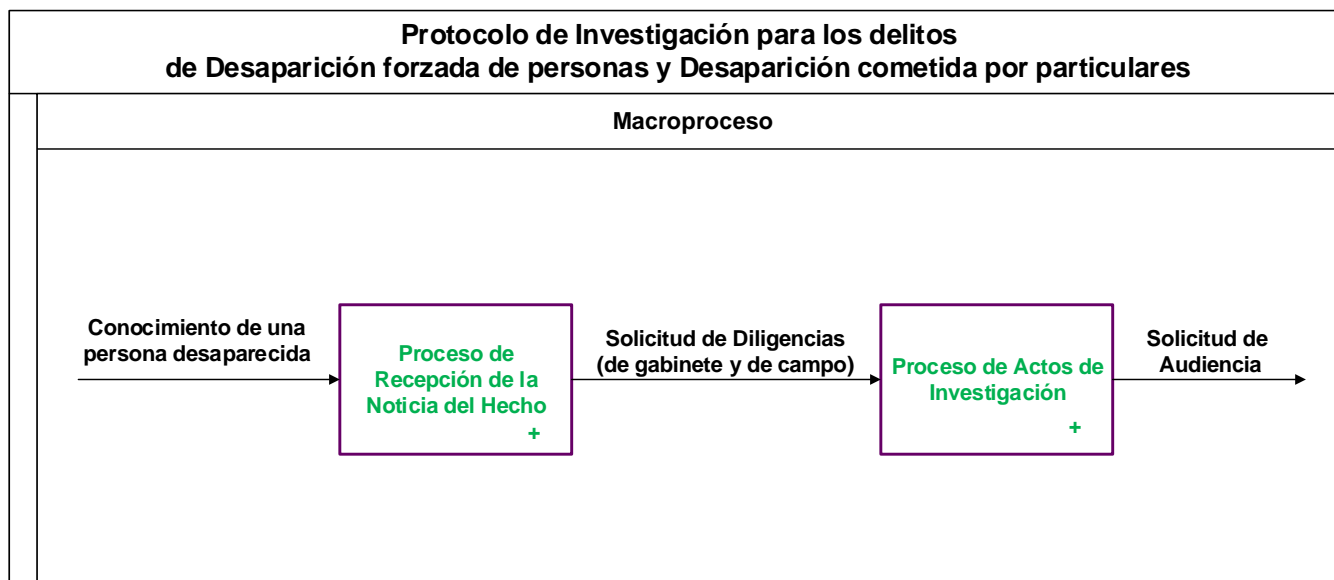 Protocolo de Investigación para los delitos
de Desaparición forzada de personas y Desaparición cometida por particulares
Macroproceso
Conocimiento de una
persona desaparecida
Proceso de
Recepción de la
Noticia del Hecho
+
Solicitud de Diligencias
(de gabinete y de campo)
Proceso de Actos de
Investigación
+
Solicitud de
Audiencia